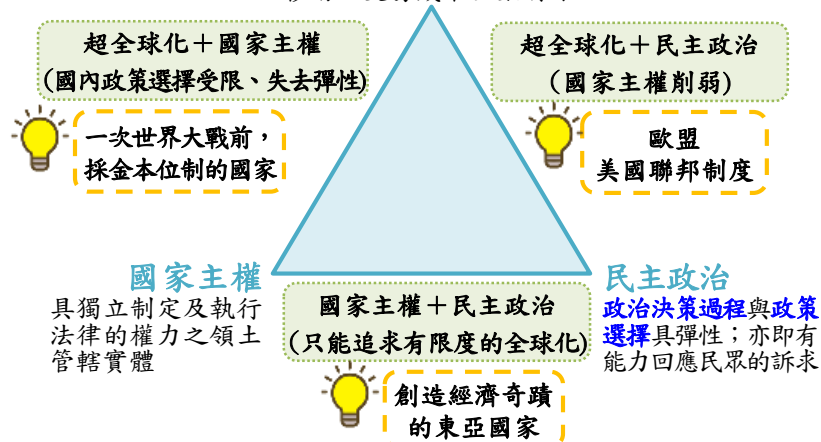 超全球化＋國家主權
(國內政策選擇受限、失去彈性)
超全球化＋民主政治
(國家主權削弱)
一次世界大戰前，
採金本位制的國家
歐盟
美國聯邦制度
國家主權
具獨立制定及執行
法律的權力之領土
管轄實體
國家主權＋民主政治
(只能追求有限度的全球化)
創造經濟奇蹟
的東亞國家
民主政治
政治決策過程與政策
選擇具彈性；亦即有
能力回應民眾的訴求